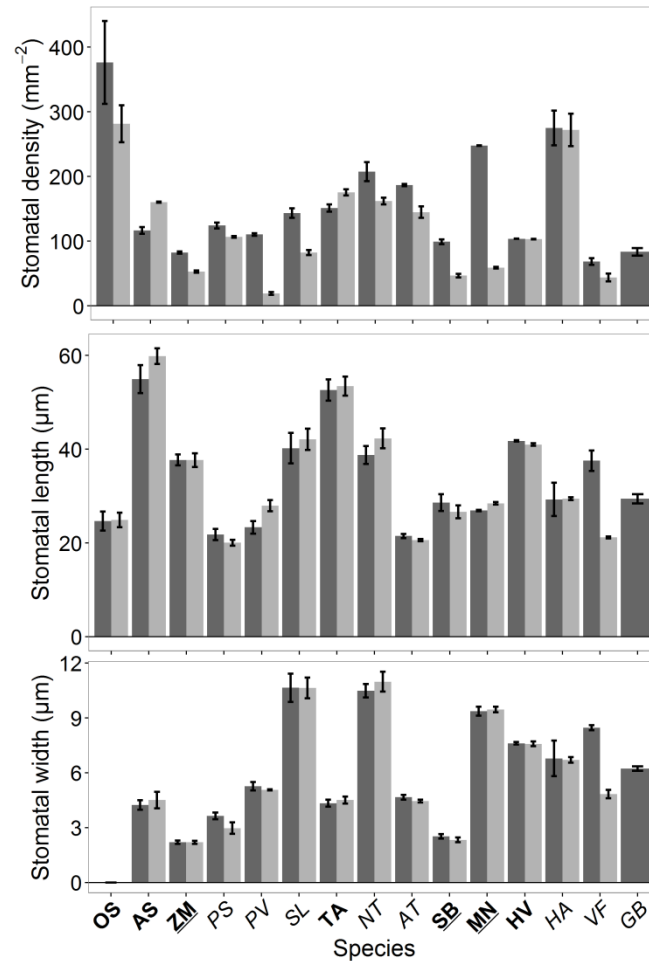 Stomatal density (mm⁻²)
400
300
200
100
0
Stomatal length (µm)
60
40
20
0
Stomatal width (µm)
12
9
6
3
0
OS AS ZM PS PV SL TA NT AT SB MN HV HA VF GB
Species